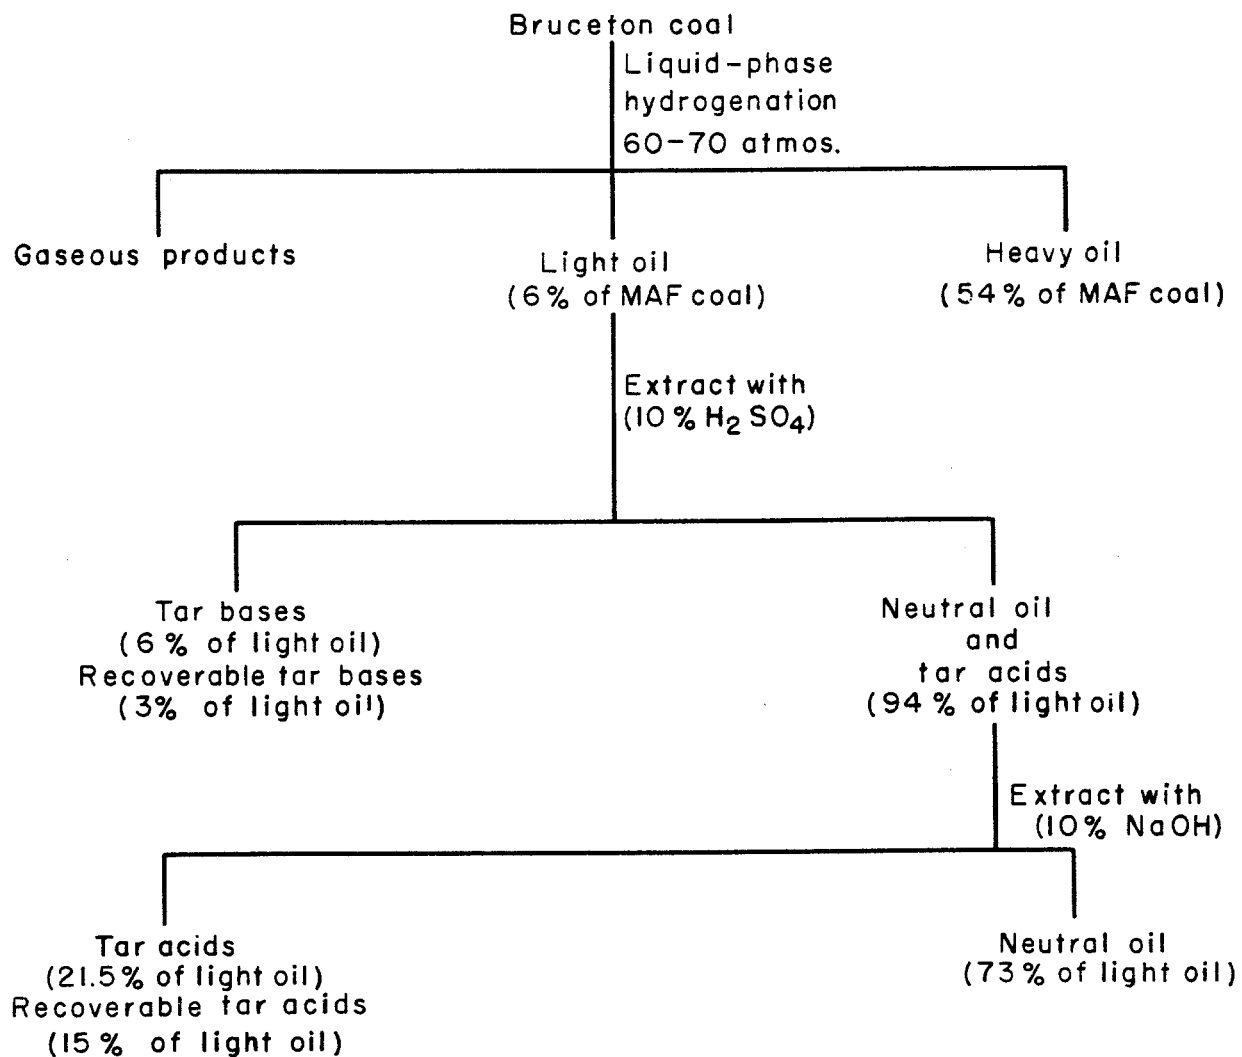 Bruceton coal
Liquid-phase
hydrogenation
60-70 atmos.
Gaseous products
Light oil
(6% of MAF coal)
Heavy oil
(54% of MAF coal)
Extract with
(10% H₂SO₄)
Tar bases
(6% of light oil)
Recoverable tar bases
(3% of light oil)
Neutral oil
and
tar acids
(94% of light oil)
Extract with
(10% NaOH)
Tar acids
(21.5% of light oil)
Recoverable tar acids
(15% of light oil)
Neutral oil
(73% of light oil)